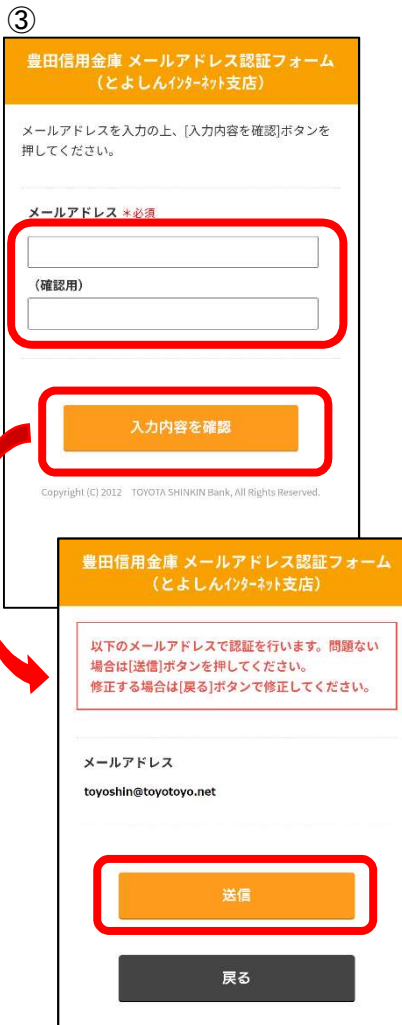 ③
豊田信用金庫 メールアドレス認証フォーム
（とよしんｲﾝﾀｰﾈｯﾄ支店）
メールアドレスを入力の上、[入力内容を確認]ボタンを
押してください。
メールアドレス ＊必須
（確認用）
入力内容を確認
Copyright (C) 2012 TOYOTA SHINKIN Bank, All Rights Reserved.
豊田信用金庫 メールアドレス認証フォーム
（とよしんｲﾝﾀｰﾈｯﾄ支店）
以下のメールアドレスで認証を行います。問題ない
場合は[送信]ボタンを押してください。
修正する場合は[戻る]ボタンで修正してください。
メールアドレス
toyoshin@toyotoyo.net
送信
戻る